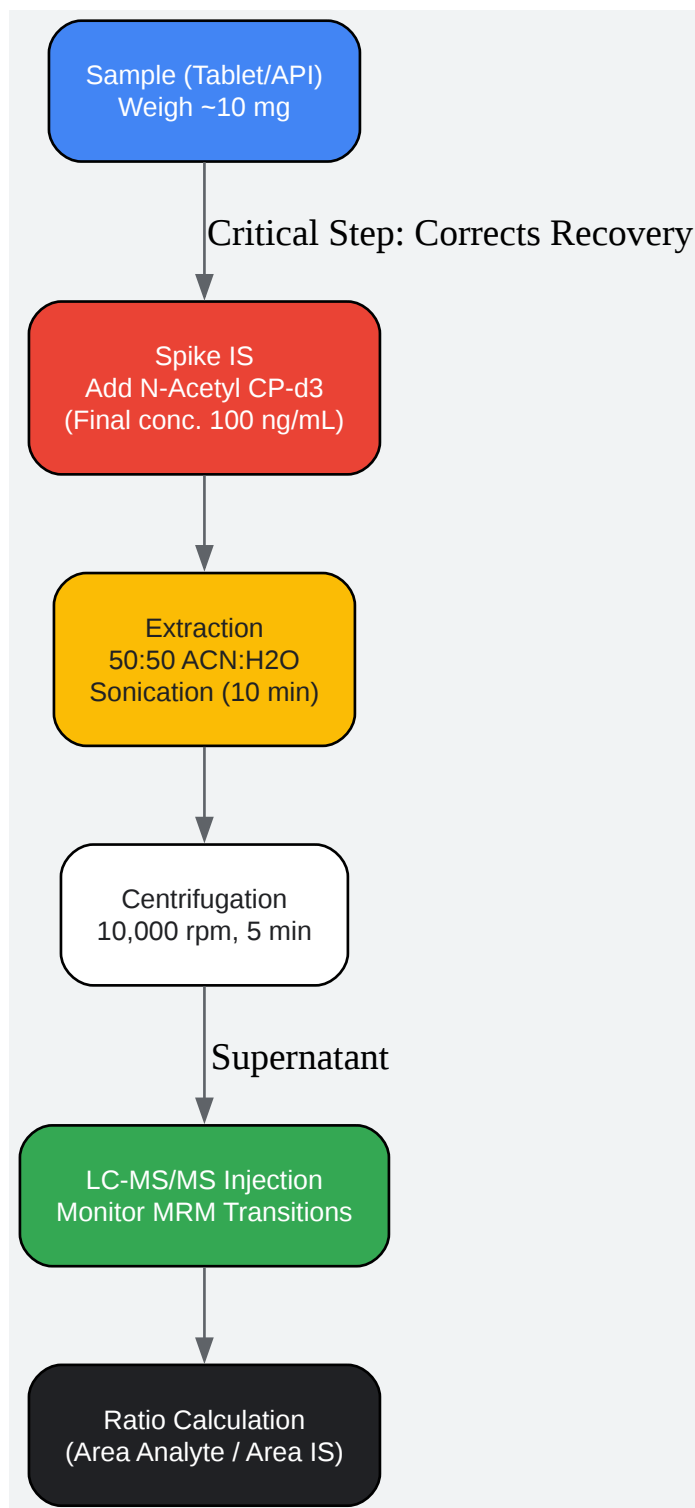 Sample (Tablet/API)
Weigh ~10 mg
Critical Step: Corrects Recovery
Spike IS
Add N-Acetyl CP-d3
(Final conc. 100 ng/mL)
Extraction
50:50 ACN:H2O
Sonication (10 min)
Centrifugation
10,000 rpm, 5 min
Supernatant
LC-MS/MS Injection
Monitor MRM Transitions
Ratio Calculation
(Area Analyte / Area IS)